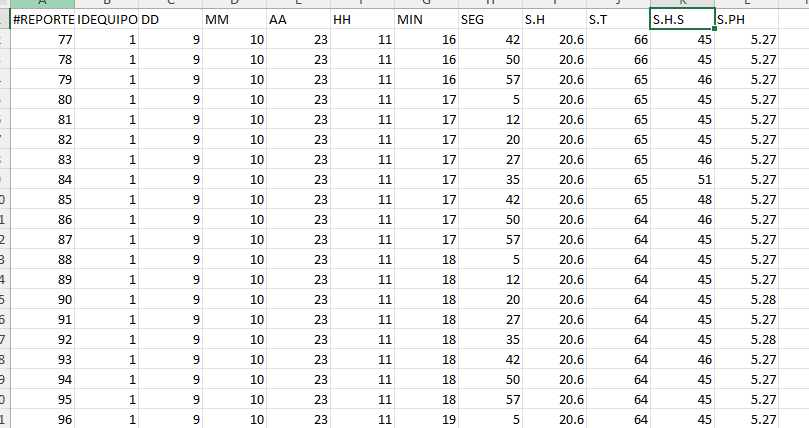 A B C D E F G H I J K L
#REPORTE IDEQUIPO DD MM AA HH MIN SEG S.H S.T S.H.S S.PH
77 1 9 10 23 11 16 42 20.6 66 45 5.27
78 1 9 10 23 11 16 50 20.6 66 45 5.27
79 1 9 10 23 11 16 57 20.6 65 46 5.27
80 1 9 10 23 11 17 5 20.6 65 45 5.27
81 1 9 10 23 11 17 12 20.6 65 45 5.27
82 1 9 10 23 11 17 20 20.6 65 45 5.27
83 1 9 10 23 11 17 27 20.6 65 46 5.27
84 1 9 10 23 11 17 35 20.6 65 51 5.27
85 1 9 10 23 11 17 42 20.6 65 48 5.27
86 1 9 10 23 11 17 50 20.6 64 46 5.27
87 1 9 10 23 11 17 57 20.6 64 45 5.27
88 1 9 10 23 11 18 5 20.6 64 45 5.27
89 1 9 10 23 11 18 12 20.6 64 45 5.27
90 1 9 10 23 11 18 20 20.6 64 45 5.28
91 1 9 10 23 11 18 27 20.6 64 45 5.27
92 1 9 10 23 11 18 35 20.6 64 45 5.28
93 1 9 10 23 11 18 42 20.6 64 46 5.27
94 1 9 10 23 11 18 50 20.6 64 45 5.27
95 1 9 10 23 11 18 57 20.6 64 45 5.27
96 1 9 10 23 11 19 5 20.6 64 45 5.27